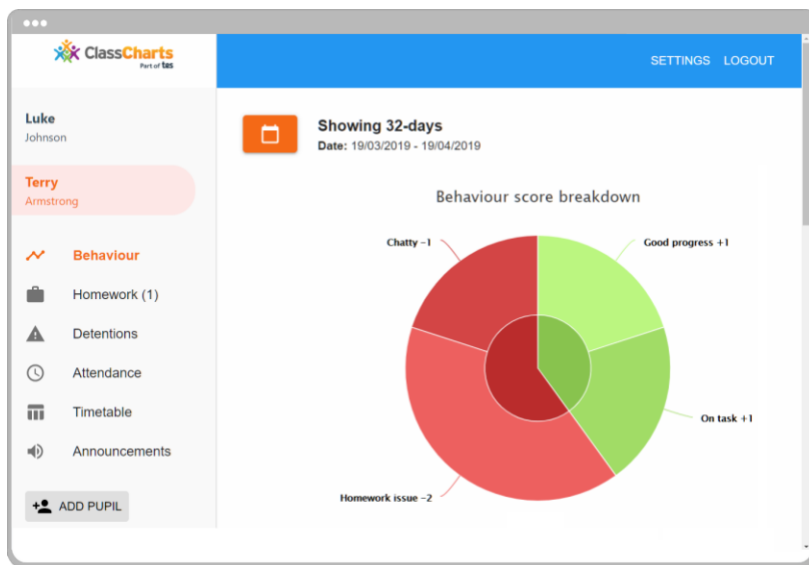 ClassCharts
Part of tes
SETTINGS LOGOUT
Luke
Johnson
Terry
Armstrong
Behaviour
Homework (1)
Detentions
Attendance
Timetable
Announcements
ADD PUPIL
Showing 32-days
Date: 19/03/2019 - 19/04/2019
Behaviour score breakdown
Chatty -1
Good progress +1
On task +1
Homework issue -2